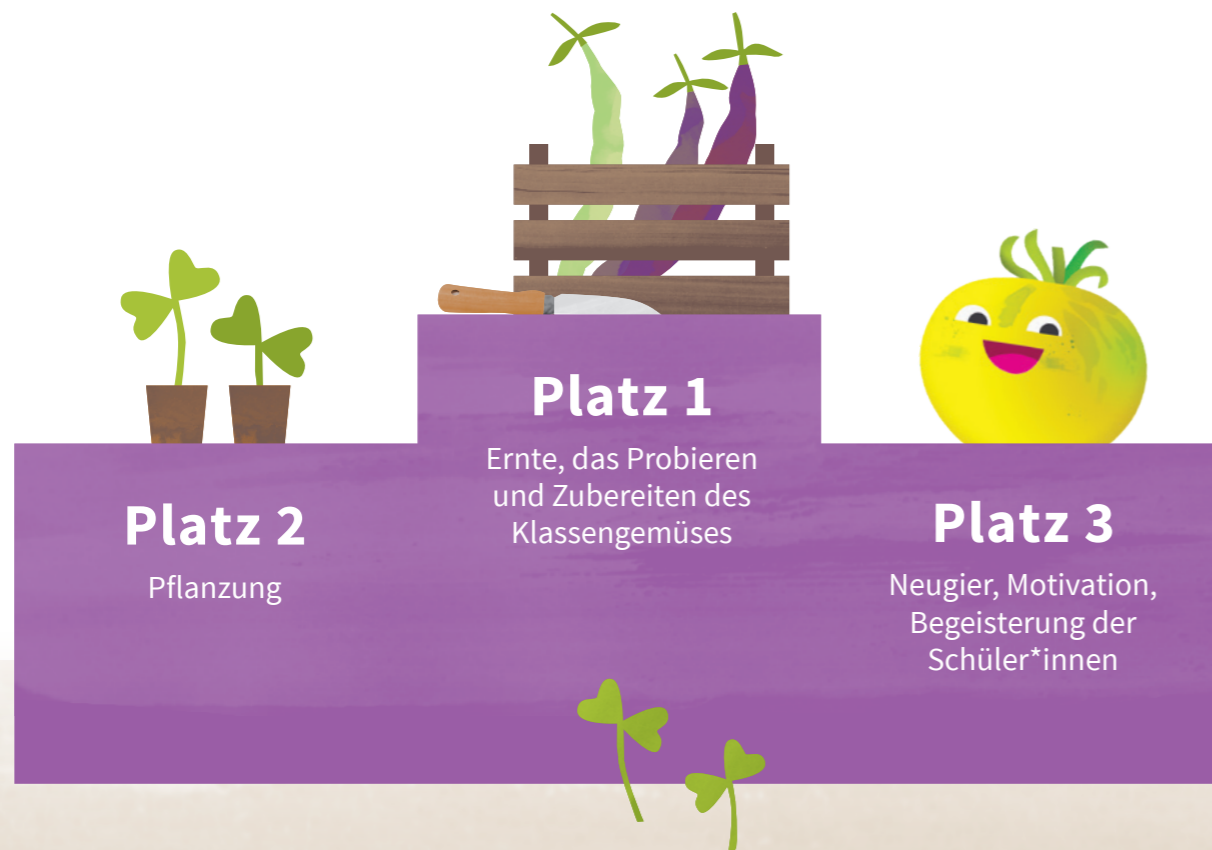 Platz 1
Ernte, das Probieren
und Zubereiten des
Klassengemüses
Platz 2
Pflanzung
Platz 3
Neugier, Motivation,
Begeisterung der
Schüler*innen